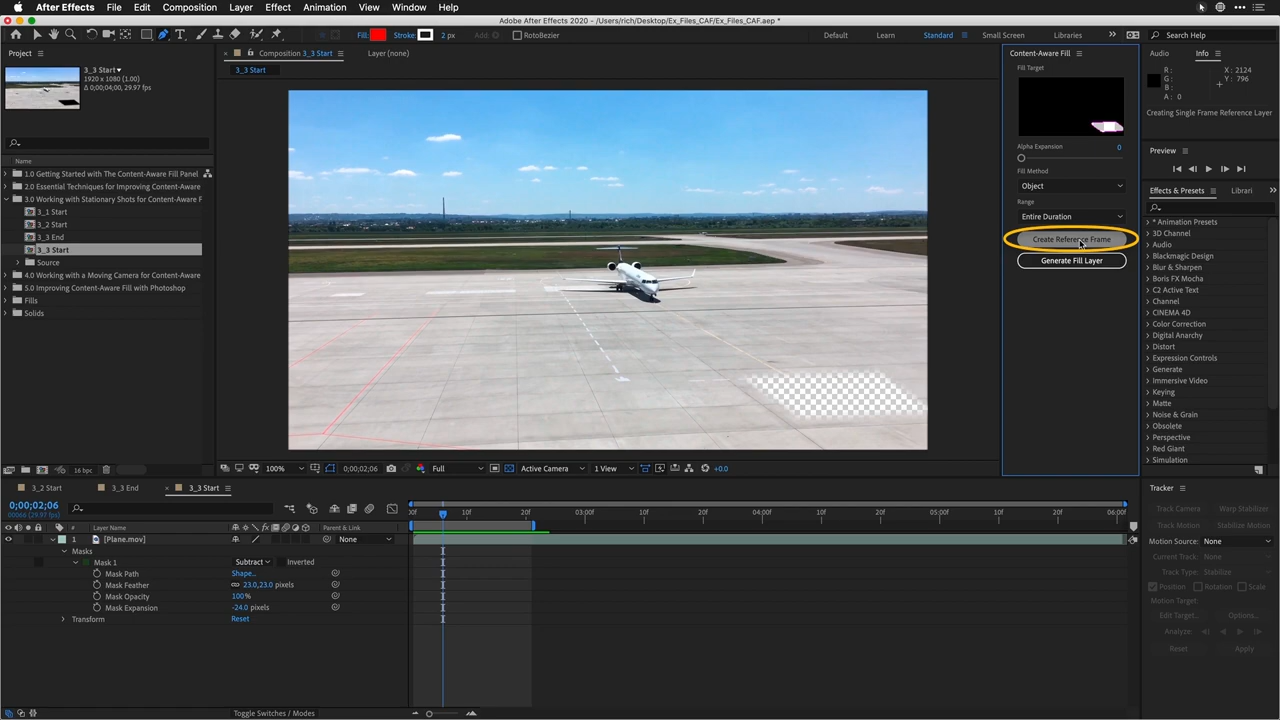 After Effects File Edit Composition Layer Effect Animation View Window Help
Adobe After Effects 2020 - /Users/rich/Desktop/Ex_Files_CAF/Ex_Files_CAF.aep *
Fill: Stroke: 2 px Add: RotoBezier Default Learn Standard Small Screen Libraries Search Help
Project
3_3 Start
1920 x 1080 (1.00)
Δ 0;00;04;00, 29.97 fps
Name
1.0 Getting Started with The Content-Aware Fill Panel
2.0 Essential Techniques for Improving Content-Aware
3.0 Working with Stationary Shots for Content-Aware F
3_1 Start
3_2 Start
3_D End
3_3 Start
Source
4.0 Working with a Moving Camera for Content-Aware
5.0 Improving Content-Aware Fill with Photoshop
Fills
Solids
16 bpc
Composition 3_3 Start
Layer (none)
3_3 Start
100%
0;00;02;06
Full
Active Camera
1 View
+0.0
Content-Aware Fill
Fill Target
Alpha Expansion 0
Fill Method
Object
Range
Entire Duration
Create Reference Frame
Generate Fill Layer
Audio Info
R :
G :
B :
A : 0
X : 2124
Y : 796
Creating Single Frame Reference Layer
Preview
Effects & Presets
Librari
* Animation Presets
3D Channel
Audio
Blackmagic Design
Blur & Sharpen
Boris FX Mocha
C2 Active Text
Channel
CINEMA 4D
Color Correction
Digital Anarchy
Distort
Expression Controls
Generate
Immersive Video
Keying
Matte
Noise & Grain
Obsolete
Perspective
Red Giant
Simulation
3_2 Start
3_3 End
3_3 Start
0;00;02;06
00066 (29.97 fps)
# Layer Name
Parent & Link
00f 10f 03:00f 10f 04:00f 10f 05:00f 10f 06:00f
1 [Plane.mov] None
Masks
Mask 1 Subtract Inverted
Mask Path Shape...
Mask Feather 23.0,23.0 pixels
Mask Opacity 100%
Mask Expansion -24.0 pixels
Transform Reset
Toggle Switches / Modes
Tracker
Track Camera Warp Stabilizer
Track Motion Stabilize Motion
Motion Source: None
Current Track: None
Track Type: Stabilize
Position Rotation Scale
Motion Target:
Edit Target... Options...
Analyze:
Reset Apply